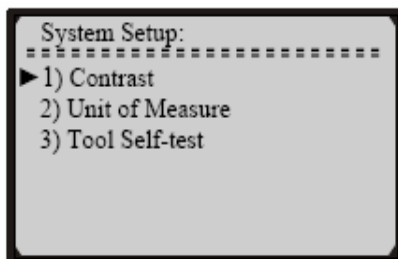 System Setup:
==========================
►1) Contrast
2) Unit of Measure
3) Tool Self-test